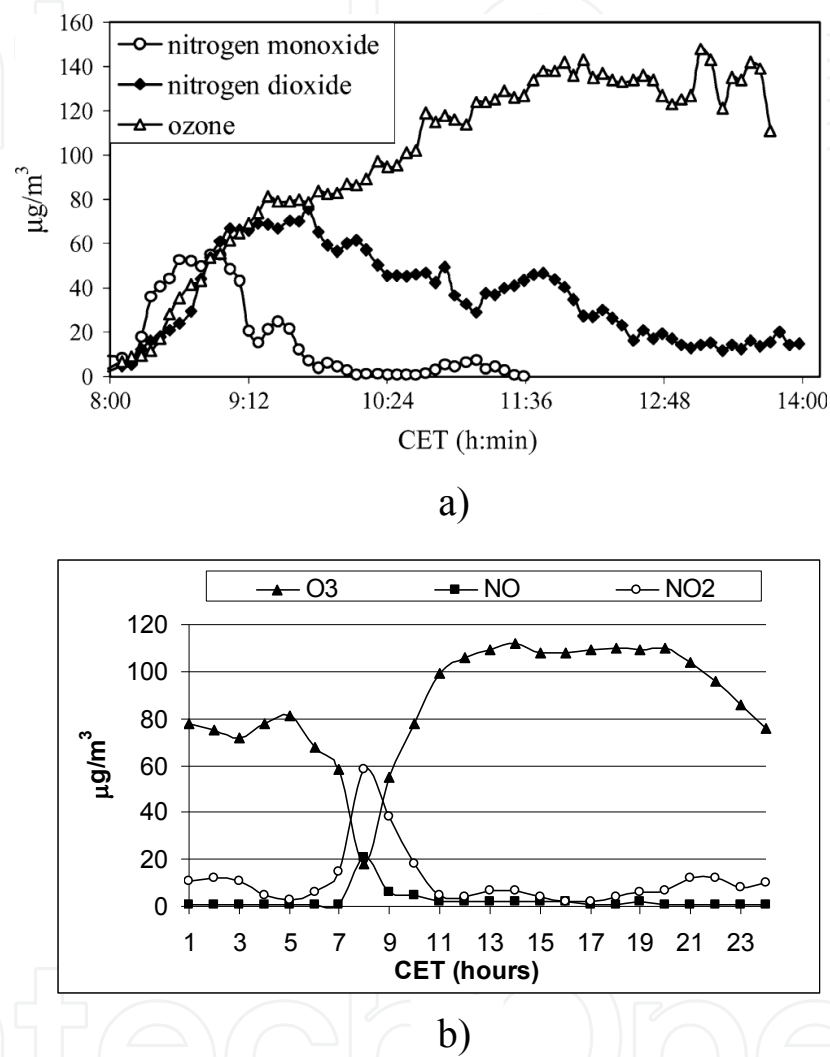 160
140
120
100
80
60
40
20
0
µg/m³
nitrogen monoxide
nitrogen dioxide
ozone
8:00 9:12 10:24 11:36 12:48 14:00
CET (h:min)
a)
O3 NO NO2
120
100
80
60
40
20
0
µg/m³
1 3 5 7 9 11 13 15 17 19 21 23
CET (hours)
b)